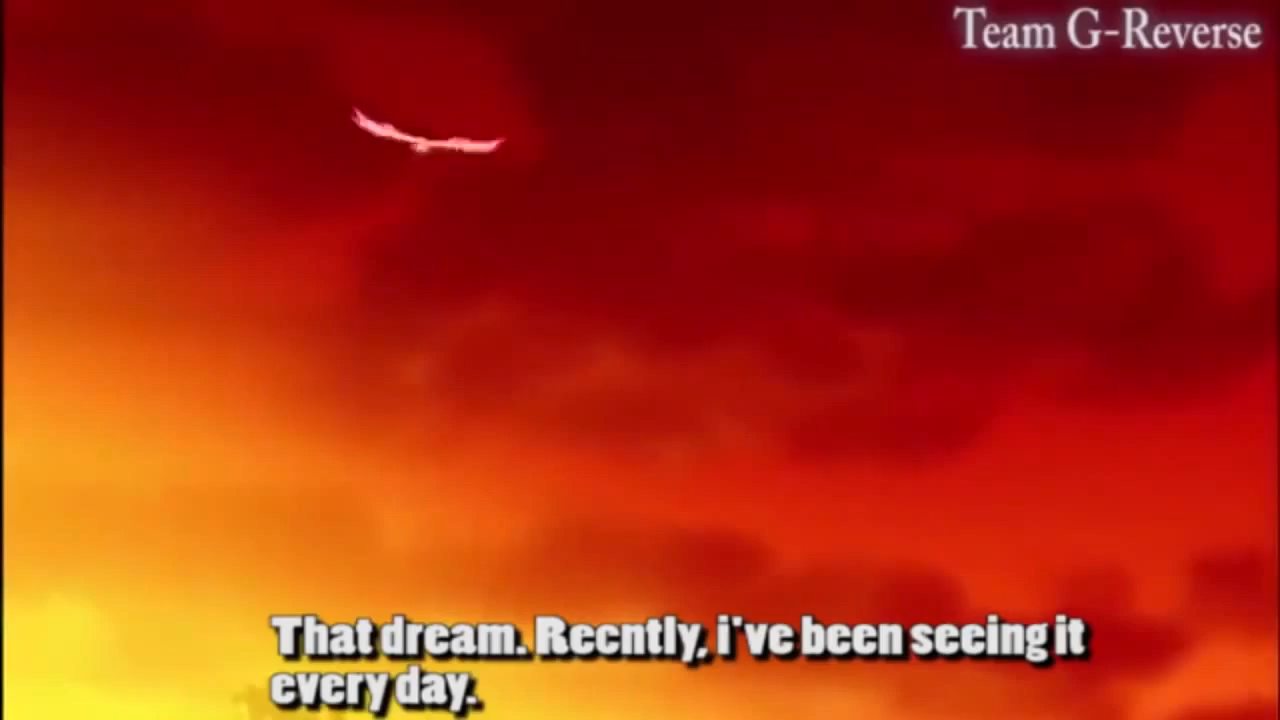 Team G-Reverse
That dream. Recntly, i've been seeing it
every day.